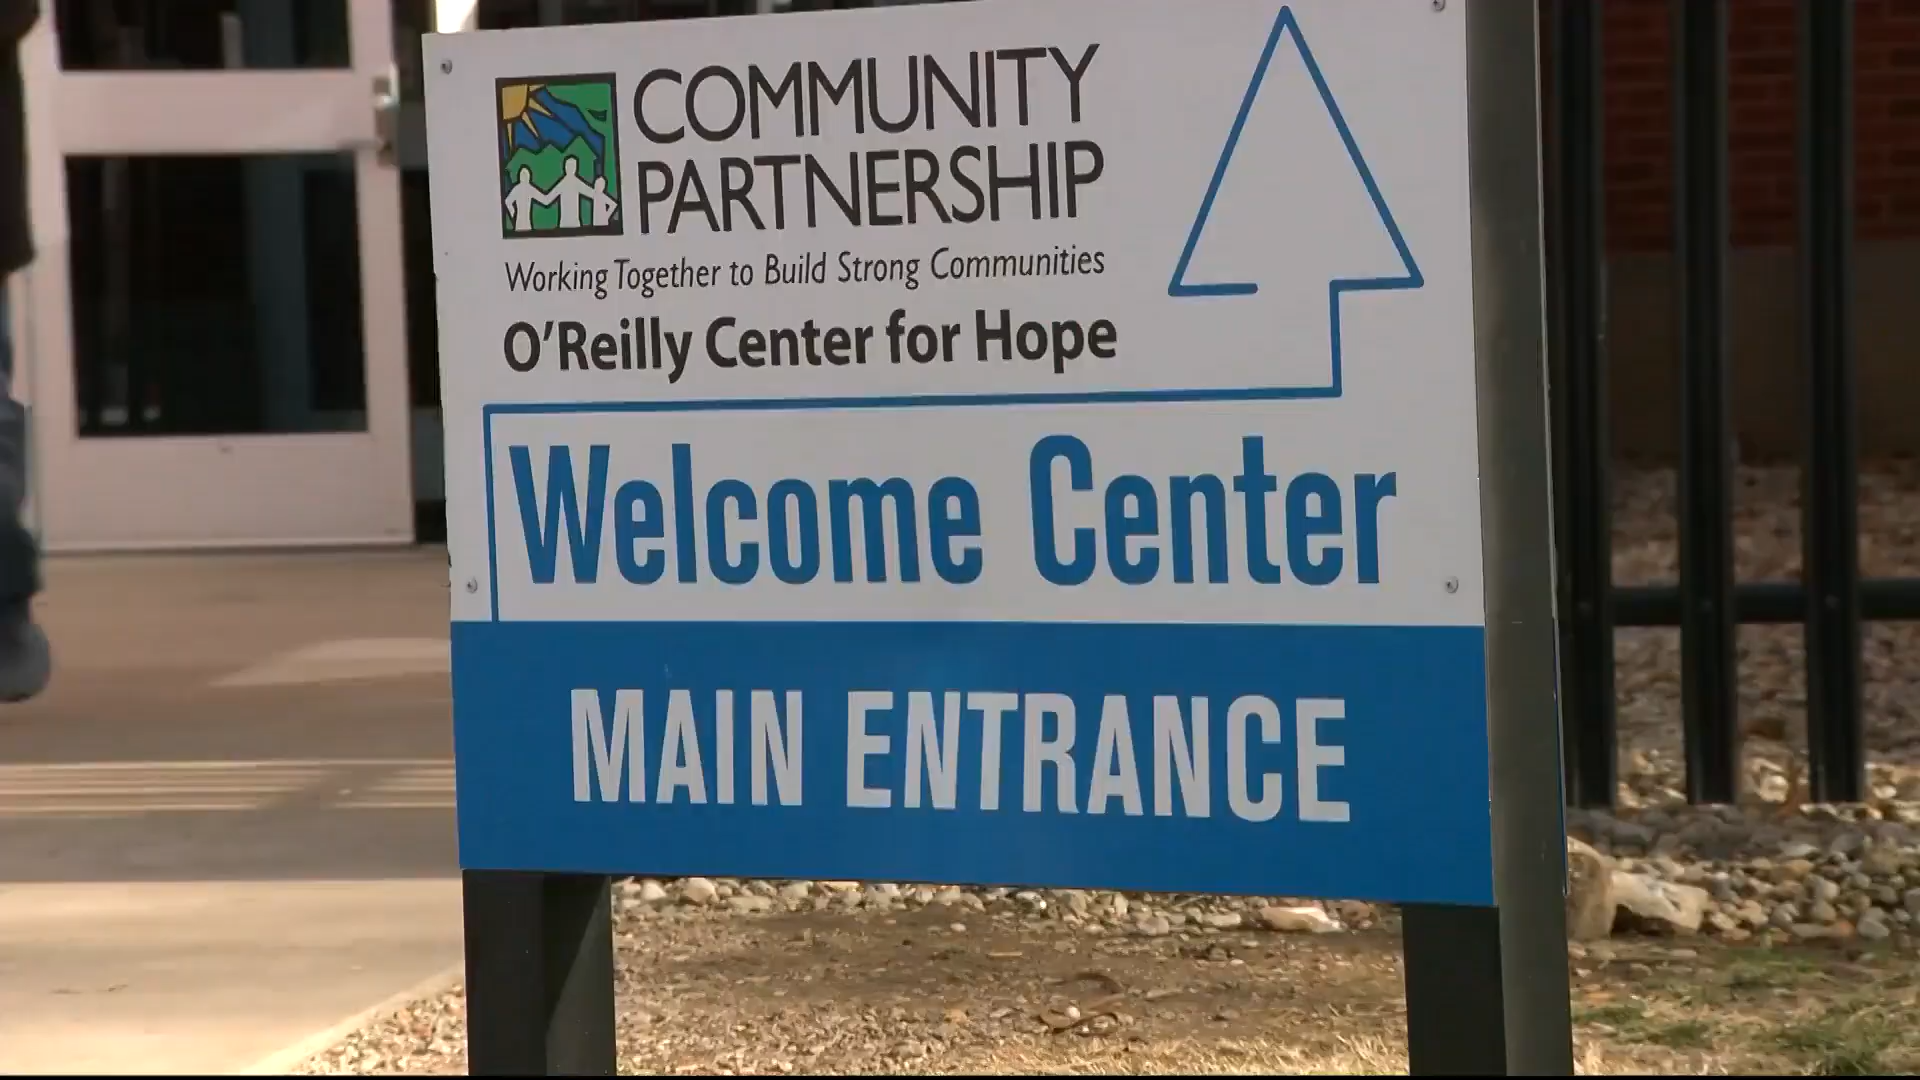 COMMUNITY
PARTNERSHIP
Working Together to Build Strong Communities
O'Reilly Center for Hope
Welcome Center
MAIN ENTRANCE